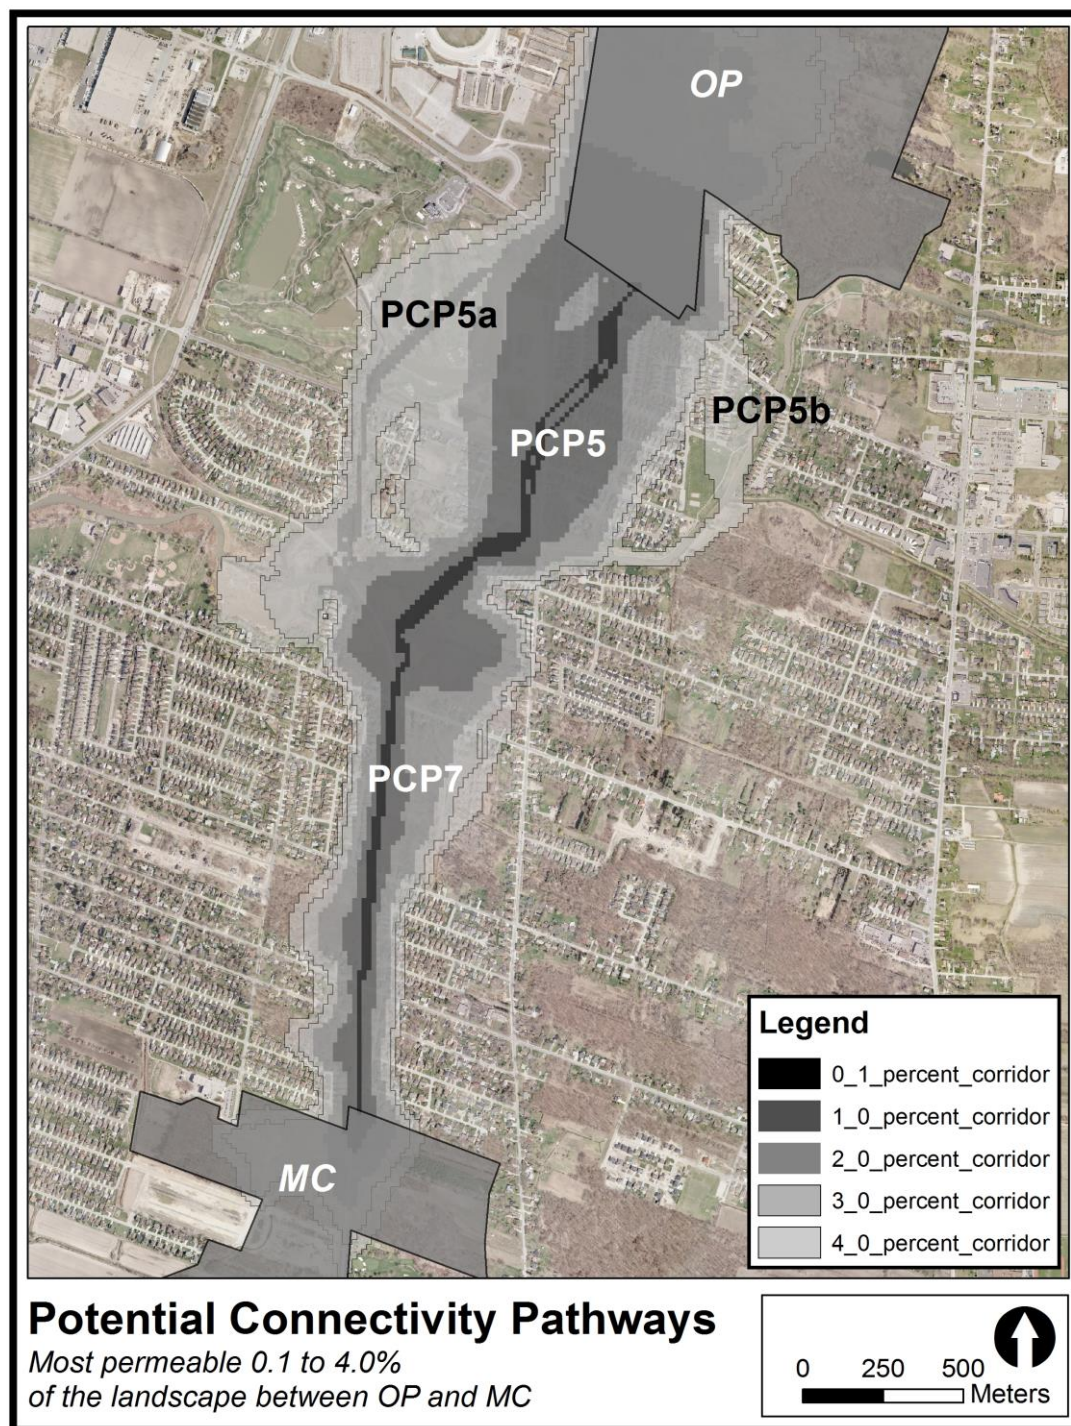 OP
PCP5a
PCP5b
PCP5
PCP7
MC
Legend
0_1_percent_corridor
1_0_percent_corridor
2_0_percent_corridor
3_0_percent_corridor
4_0_percent_corridor
Potential Connectivity Pathways
Most permeable 0.1 to 4.0%
of the landscape between OP and MC
0 250 500
Meters